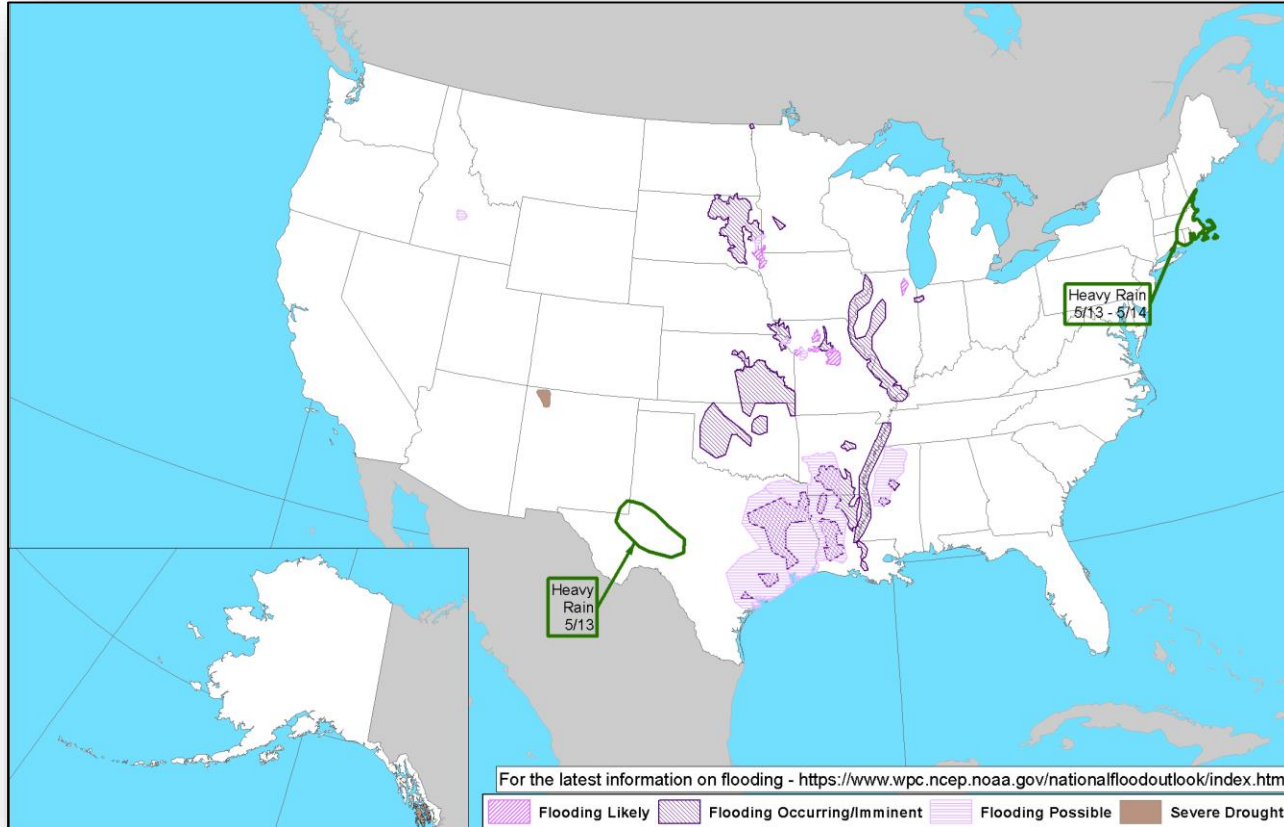 Heavy Rain
5/13 - 5/14
Heavy
Rain
5/13
For the latest information on flooding - https://www.wpc.ncep.noaa.gov/nationalfloodoutlook/index.htm
Flooding Likely Flooding Occurring/Imminent Flooding Possible Severe Drought